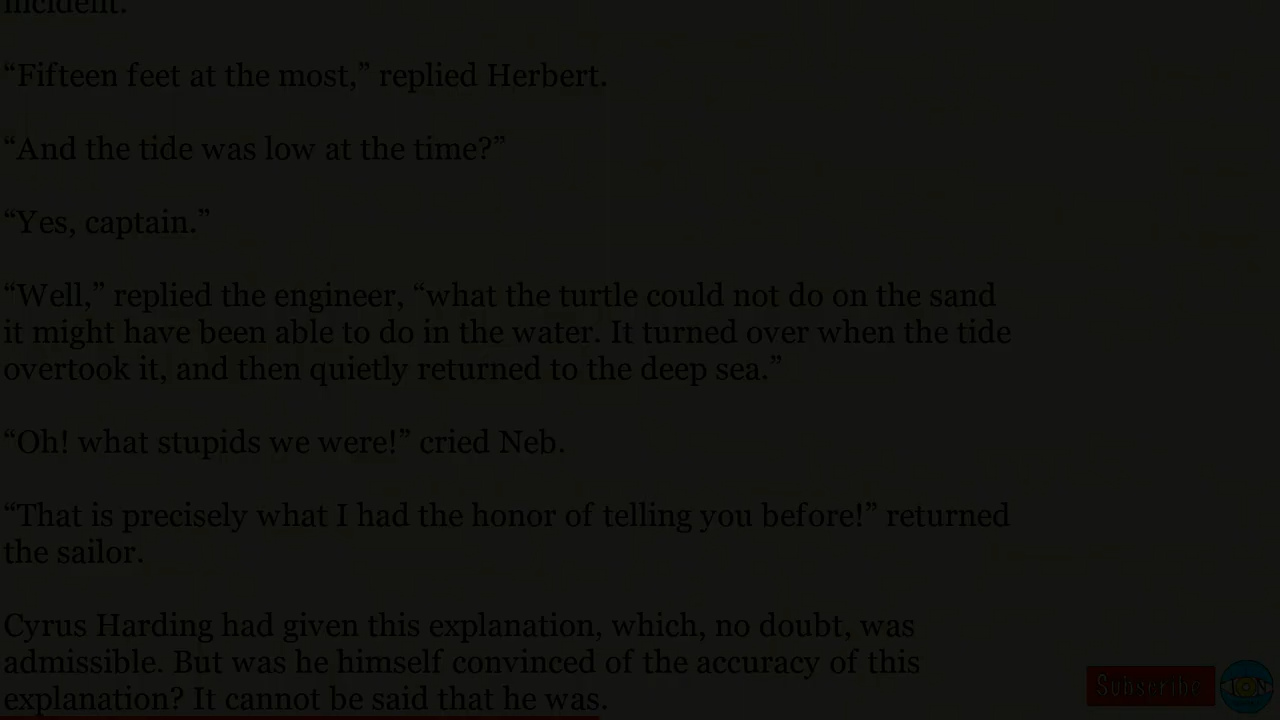 incident.
“Fifteen feet at the most,” replied Herbert.
“And the tide was low at the time?”
“Yes, captain.”
“Well,” replied the engineer, “what the turtle could not do on the sand
it might have been able to do in the water. It turned over when the tide
overtook it, and then quietly returned to the deep sea.”
“Oh! what stupids we were!” cried Neb.
“That is precisely what I had the honor of telling you before!” returned
the sailor.
Cyrus Harding had given this explanation, which, no doubt, was
admissible. But was he himself convinced of the accuracy of this
explanation? It cannot be said that he was.
Subscribe